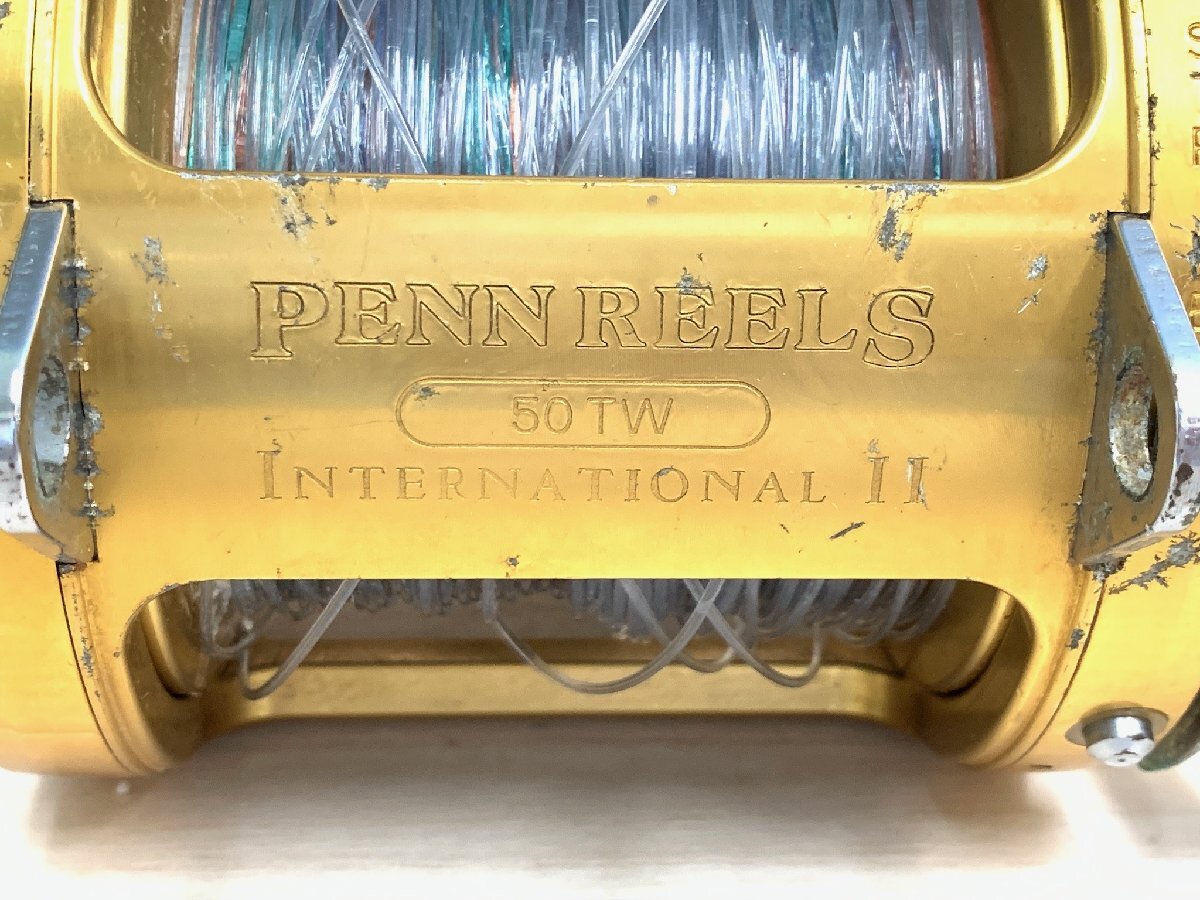 PENN REELS
50 TW
INTERNATIONAL II